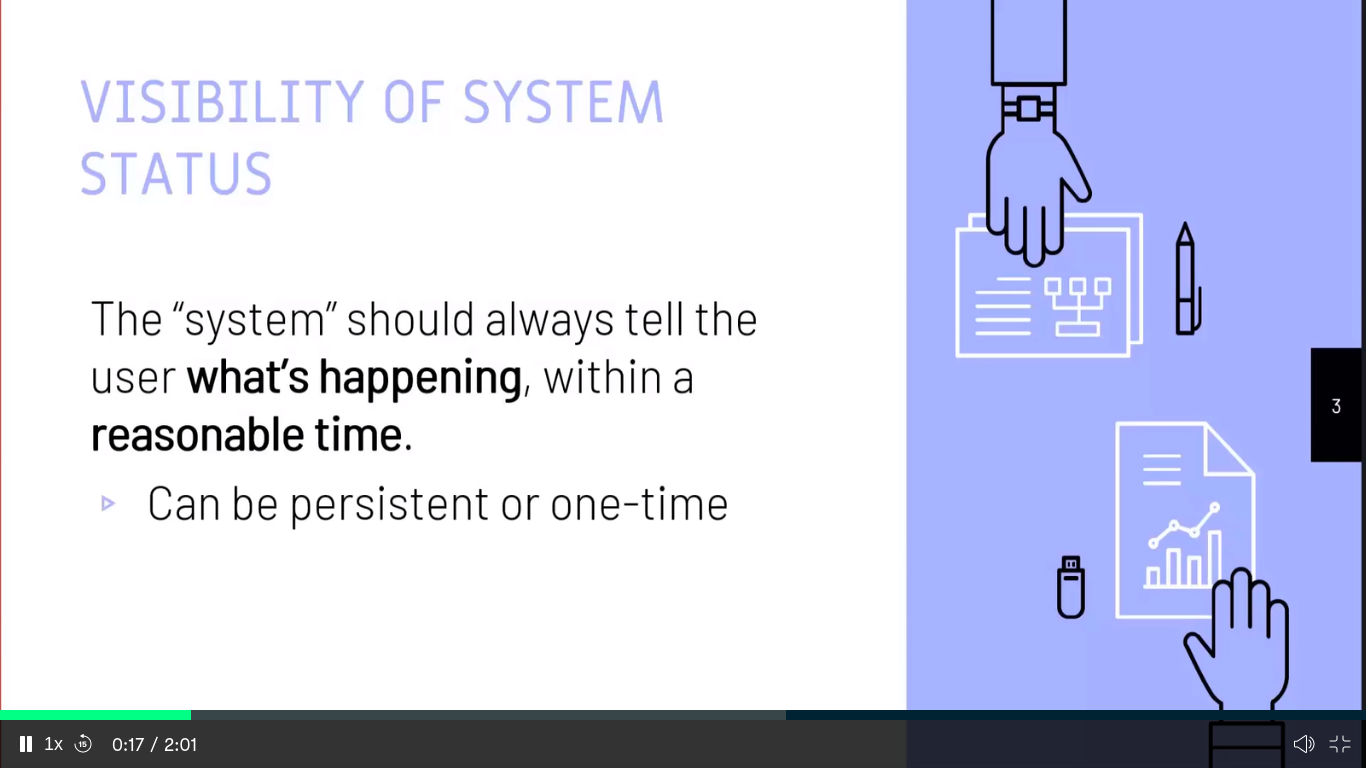 VISIBILITY OF SYSTEM
STATUS
The “system” should always tell the
user what’s happening, within a
reasonable time.
Can be persistent or one-time
3
1x
15
0:17 / 2:01